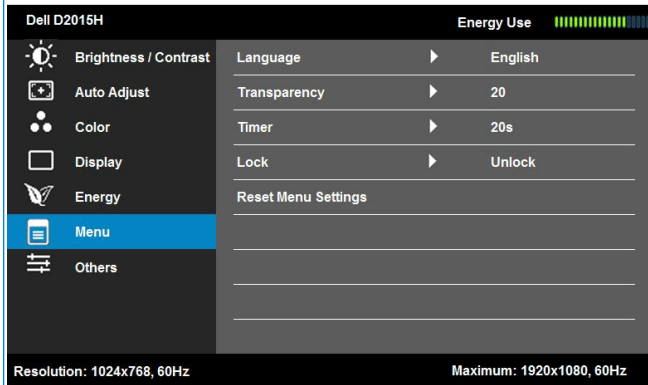 Dell D2015H Energy Use
Brightness / Contrast Language English
Auto Adjust Transparency 20
Color Timer 20s
Display Lock Unlock
Energy Reset Menu Settings
Menu
Others
Resolution: 1024x768, 60Hz Maximum: 1920x1080, 60Hz